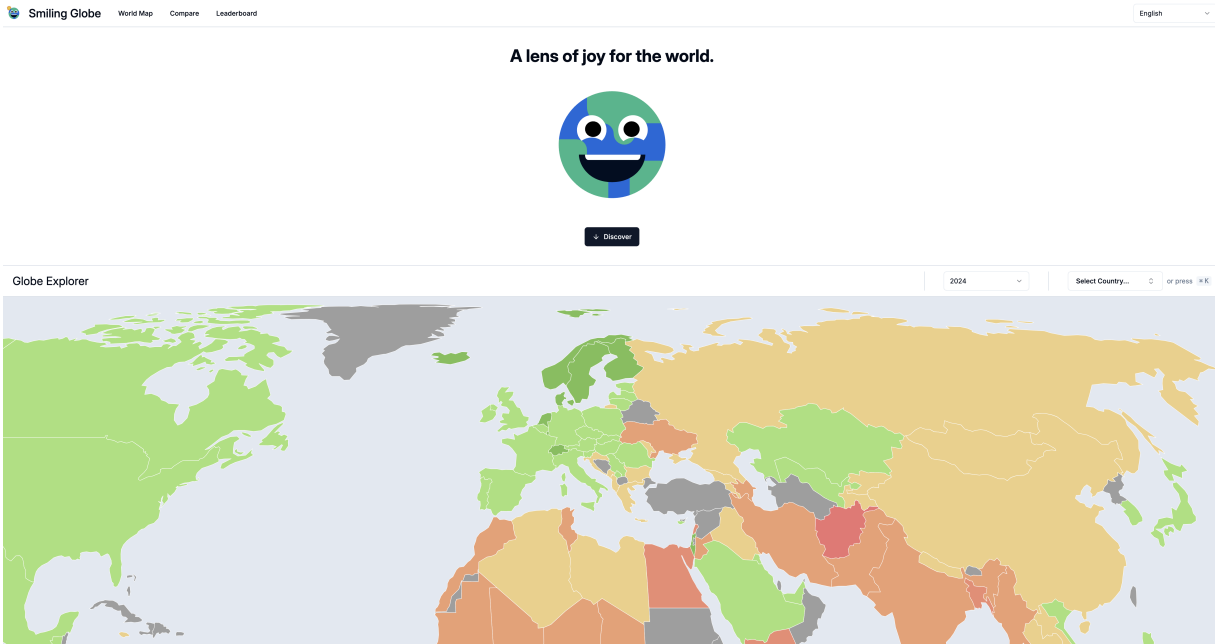 Smiling Globe World Map Compare Leaderboard English
A lens of joy for the world.
Discover
Globe Explorer 2024 Select Country... or press ⌘ K